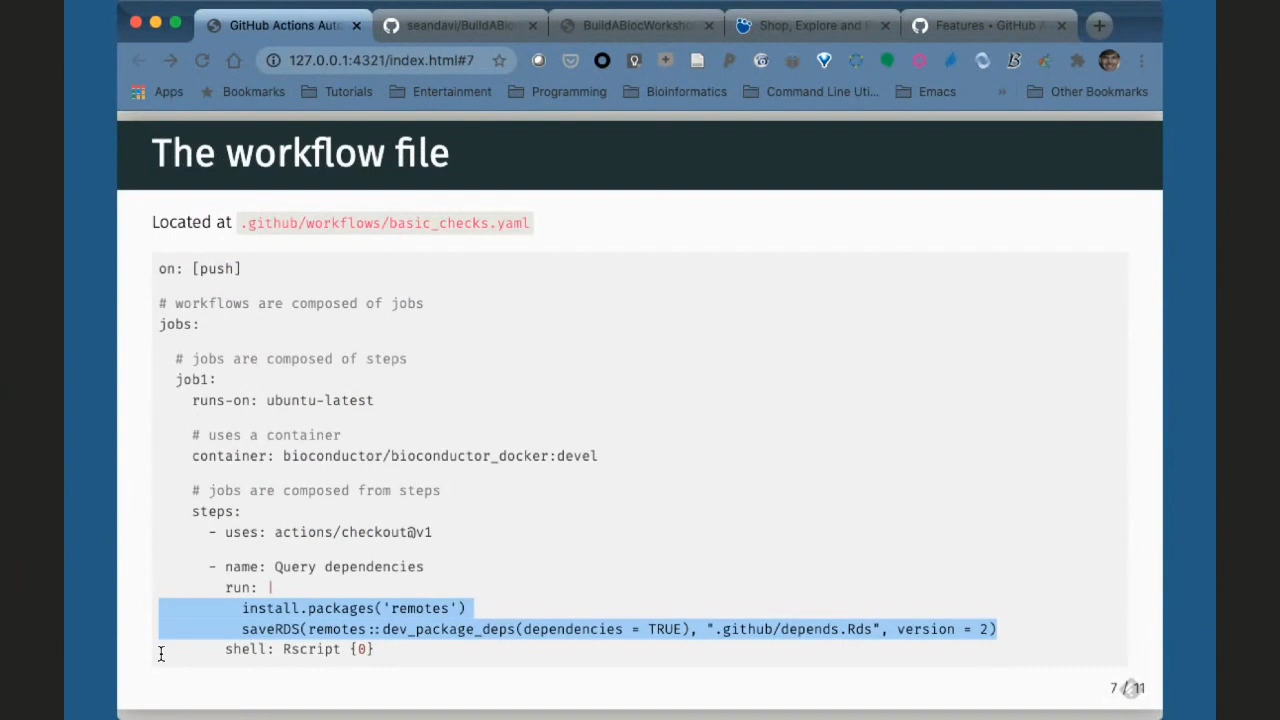 GitHub Actions Aut
seandavi/BuildABio
BuildABiocWorksho
Shop, Explore and
Features • GitHub A
127.0.0.1:4321/index.html#7
Apps
Bookmarks
Tutorials
Entertainment
Programming
Bioinformatics
Command Line Uti...
Emacs
»
Other Bookmarks
The workflow file
Located at .github/workflows/basic_checks.yaml
on: [push]
# workflows are composed of jobs
jobs:
# jobs are composed of steps
job1:
runs-on: ubuntu-latest
# uses a container
container: bioconductor/bioconductor_docker:devel
# jobs are composed from steps
steps:
- uses: actions/checkout@v1
- name: Query dependencies
run: |
install.packages('remotes')
saveRDS(remotes::dev_package_deps(dependencies = TRUE), ".github/depends.Rds", version = 2)
shell: Rscript {0}
7 / 11